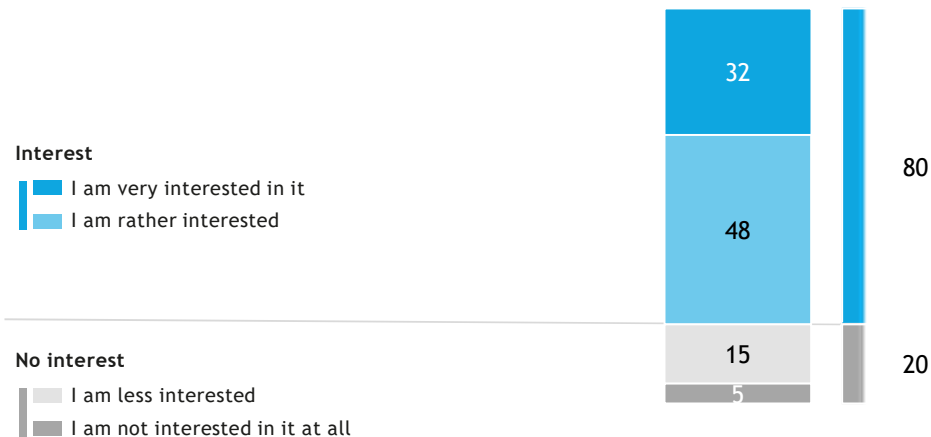 32
Interest
80
I am very interested in it
I am rather interested
48
15
No interest
20
I am less interested
5
I am not interested in it at all